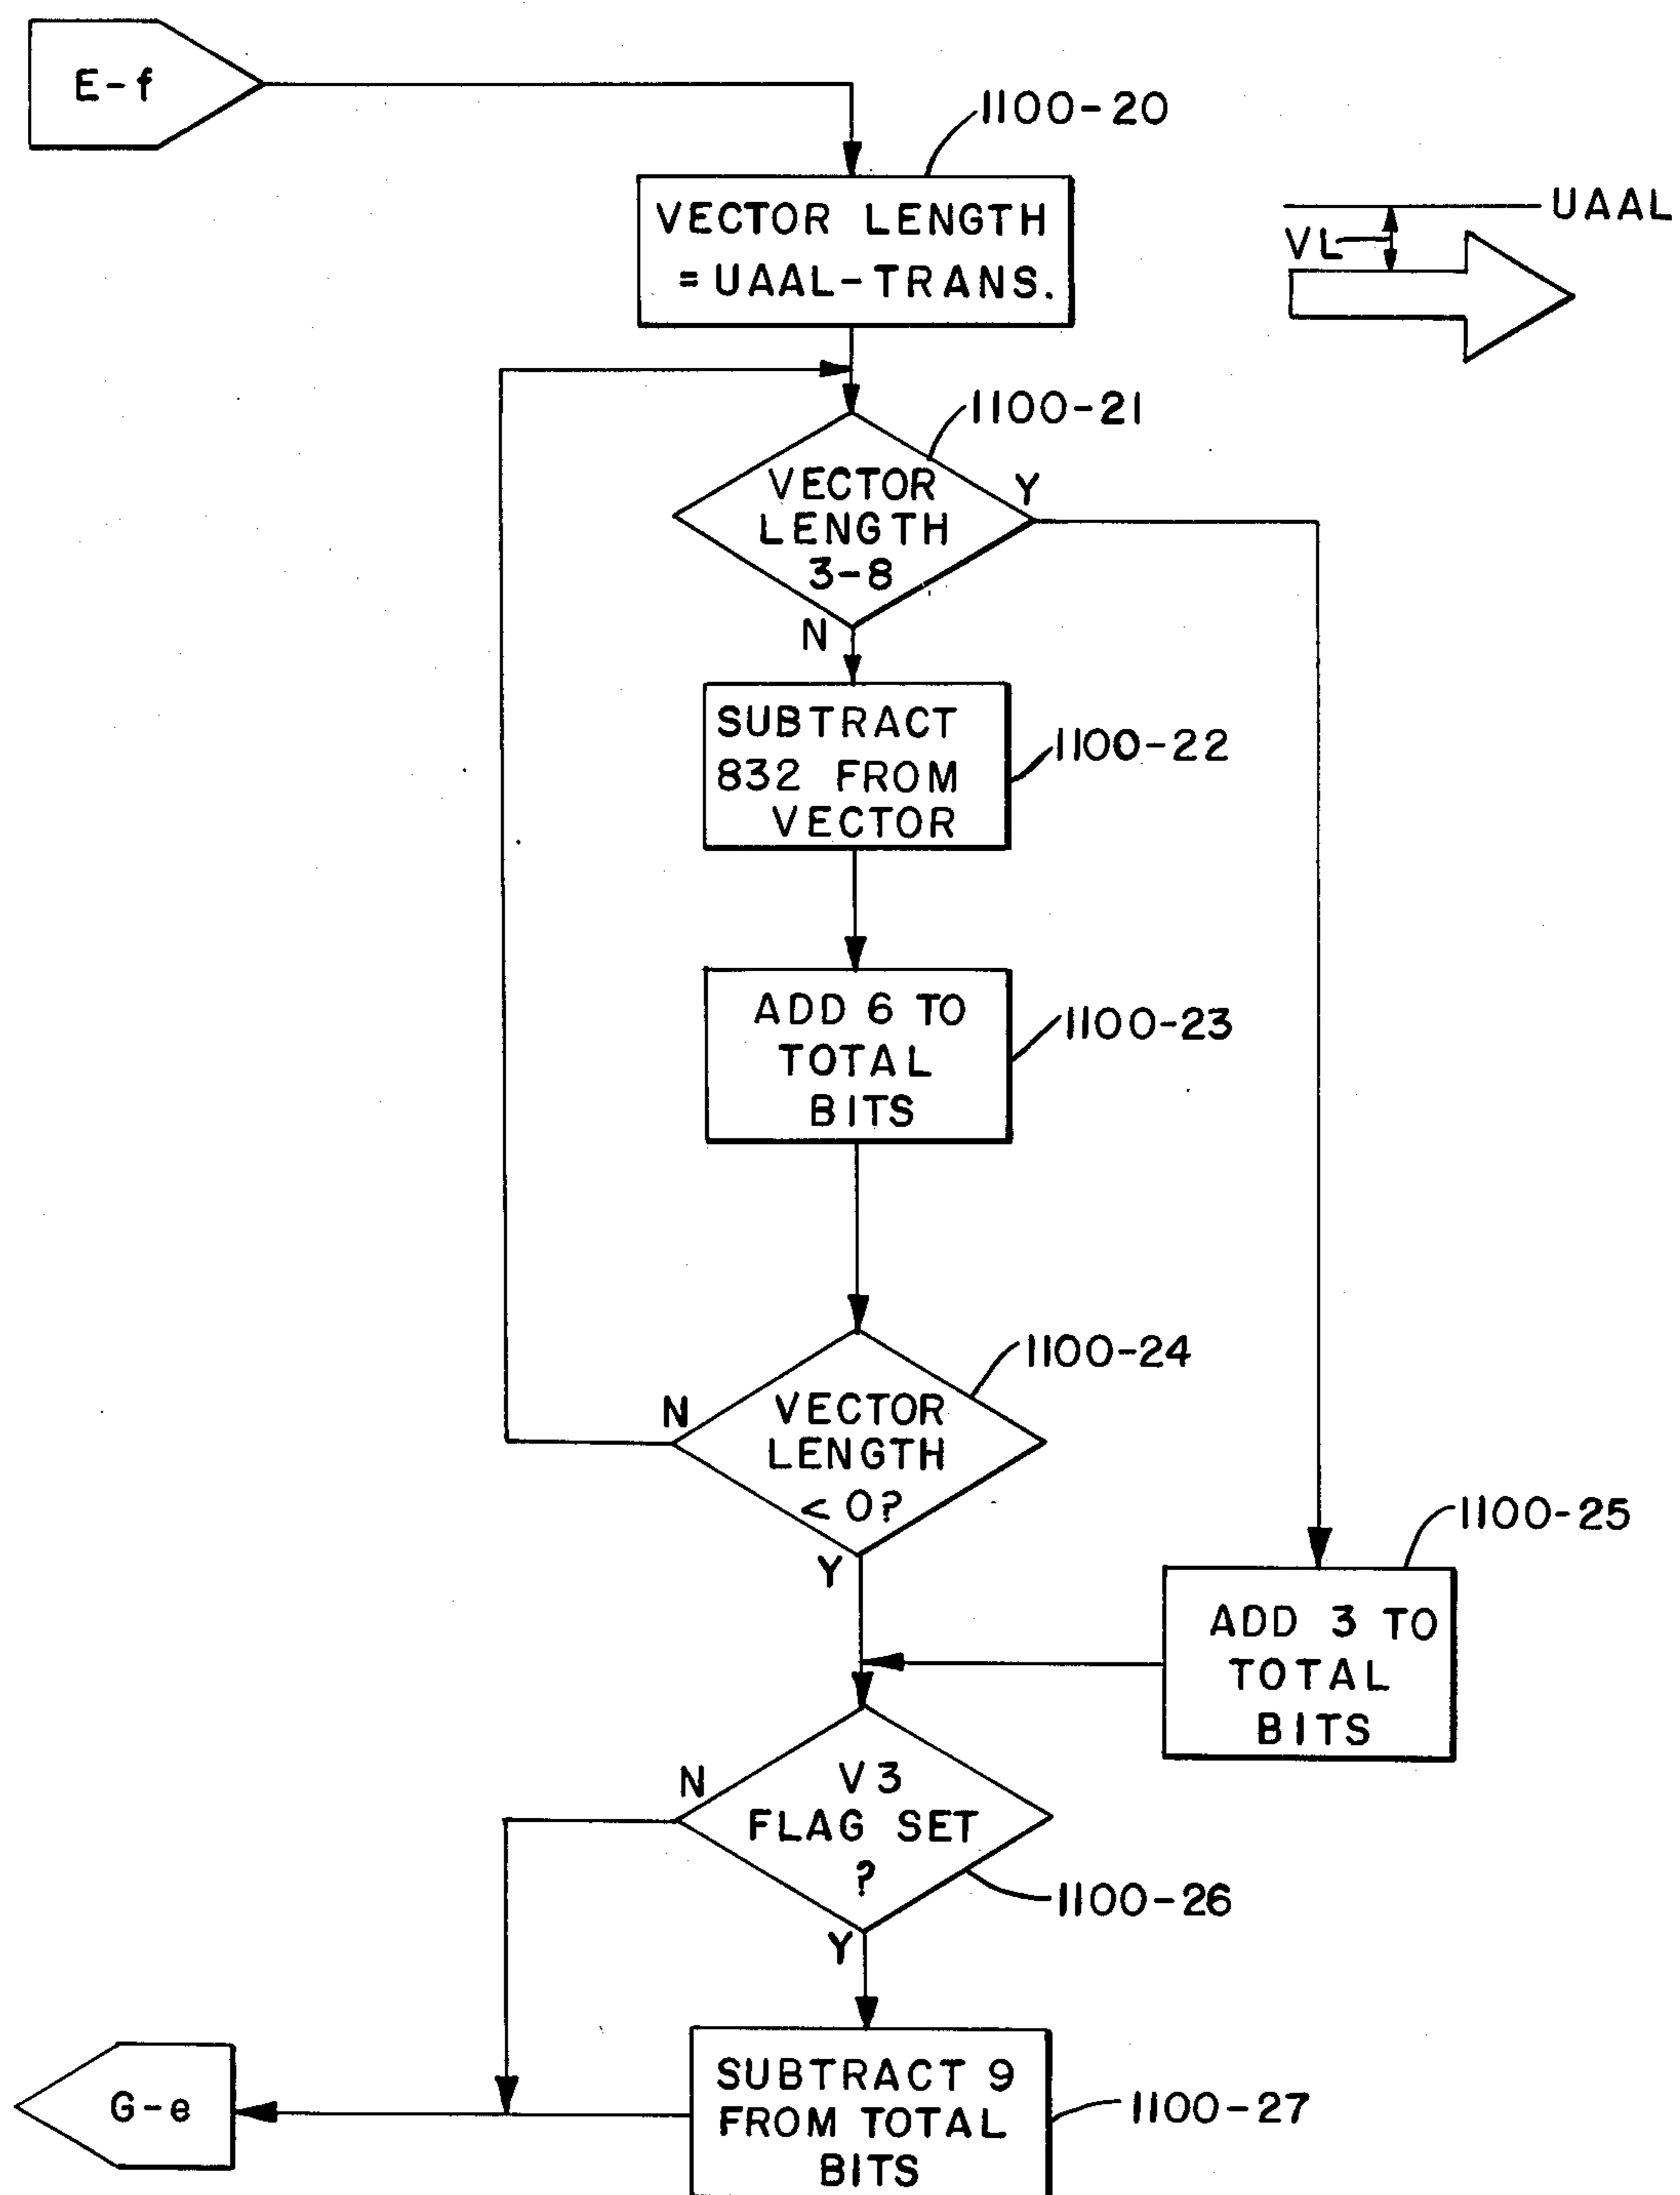 E-f
1100-20
VECTOR LENGTH
= UAAL-TRANS.
UAAL
VL
1100-21
VECTOR
LENGTH
3-8
Y
N
SUBTRACT
832 FROM
VECTOR
1100-22
ADD 6 TO
TOTAL
BITS
1100-23
1100-24
VECTOR
LENGTH
< 0?
N
Y
1100-25
ADD 3 TO
TOTAL
BITS
V3
FLAG SET
?
N
1100-26
Y
SUBTRACT 9
FROM TOTAL
BITS
1100-27
G-e